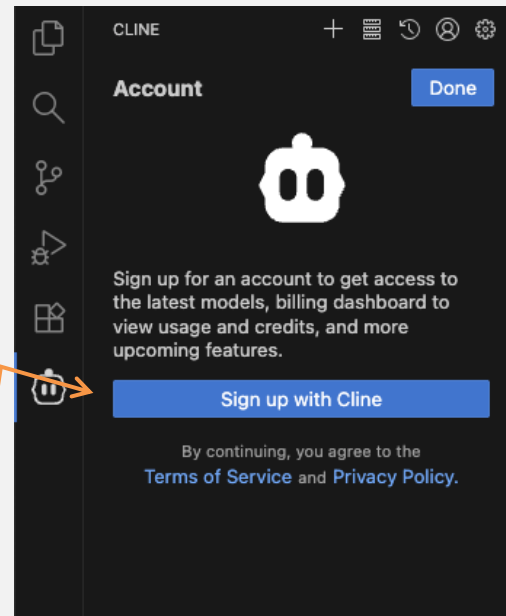 CLINE
Account
Done
Sign up for an account to get access to
the latest models, billing dashboard to
view usage and credits, and more
upcoming features.
Sign up with Cline
By continuing, you agree to the
Terms of Service and Privacy Policy.